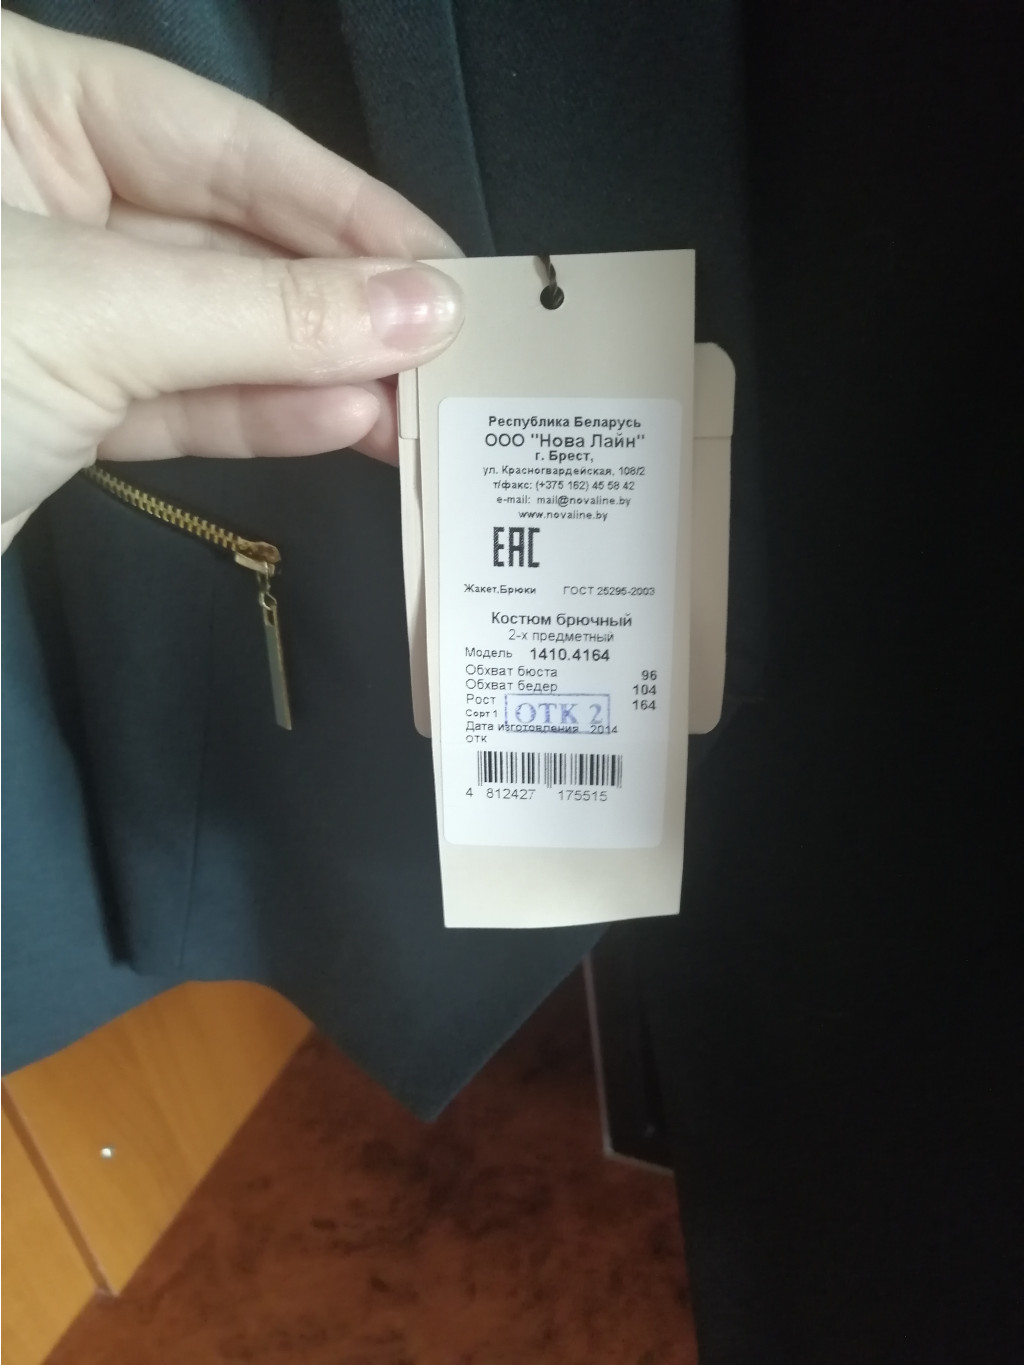 Республика Беларусь
ООО "Нова Лайн"
г. Брест,
ул. Красногвардейская, 108/2
т/факс: (+375 162) 45 58 42
e-mail: mail@novaline.by
www.novaline.by
EAC
Жакет,Брюки ГОСТ 25295-2003
Костюм брючный
2-х предметный
Модель 1410.4164
Обхват бюста 96
Обхват бедер 104
Рост 164
Сорт 1
ОТК 2
Дата изготовления 2014
ОТК
4 812427 175515